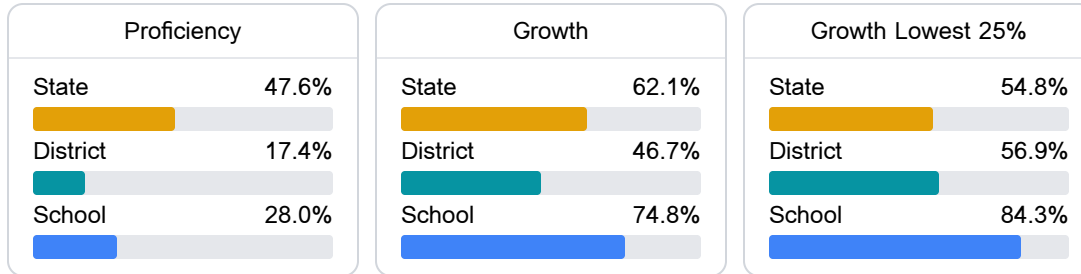 Proficiency
State 47.6%
District 17.4%
School 28.0%
Growth
State 62.1%
District 46.7%
School 74.8%
Growth Lowest 25%
State 54.8%
District 56.9%
School 84.3%